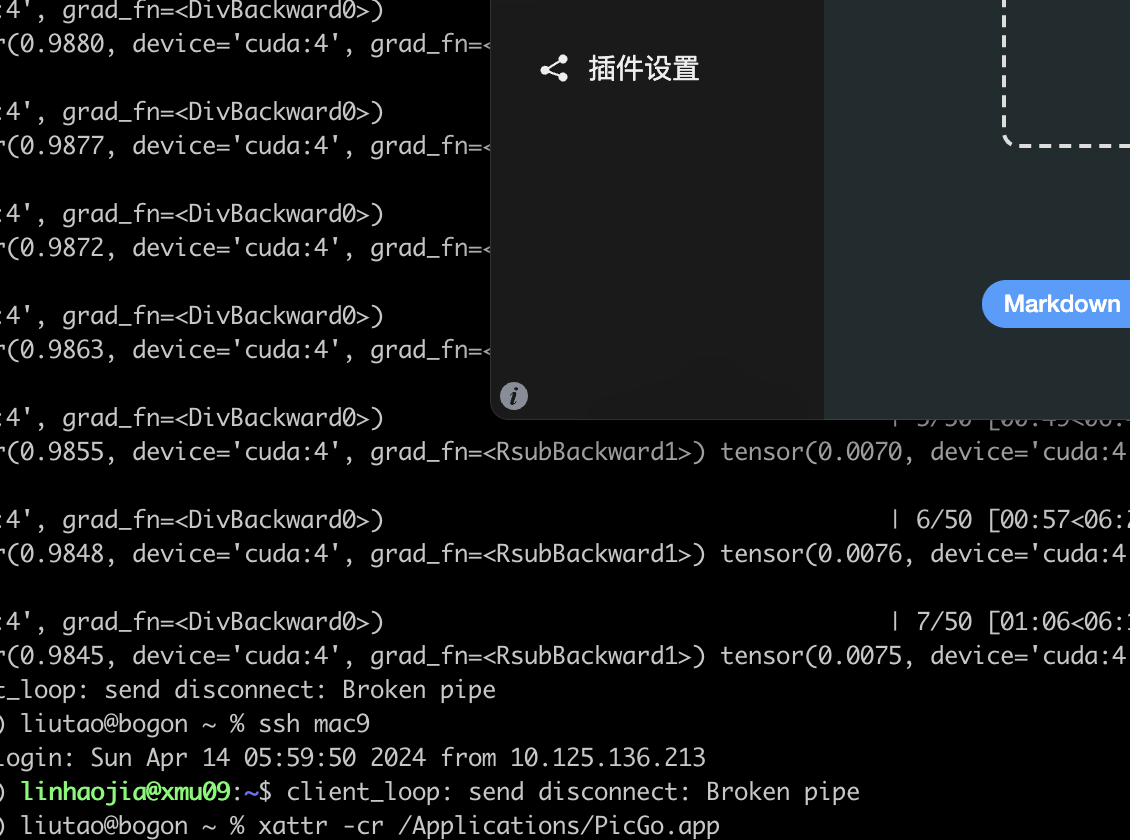 :4', grad_fn=<DivBackward0>)
r(0.9880, device='cuda:4', grad_fn=<
插件设置
:4', grad_fn=<DivBackward0>)
r(0.9877, device='cuda:4', grad_fn=<
:4', grad_fn=<DivBackward0>)
r(0.9872, device='cuda:4', grad_fn=<
Markdown
:4', grad_fn=<DivBackward0>)
r(0.9863, device='cuda:4', grad_fn=<
:4', grad_fn=<DivBackward0>) | 5/50 [00:49<06:
r(0.9855, device='cuda:4', grad_fn=<RsubBackward1>) tensor(0.0070, device='cuda:4
:4', grad_fn=<DivBackward0>) | 6/50 [00:57<06:
r(0.9848, device='cuda:4', grad_fn=<RsubBackward1>) tensor(0.0076, device='cuda:4
:4', grad_fn=<DivBackward0>) | 7/50 [01:06<06:
r(0.9845, device='cuda:4', grad_fn=<RsubBackward1>) tensor(0.0075, device='cuda:4
t_loop: send disconnect: Broken pipe
) liutao@bogon ~ % ssh mac9
login: Sun Apr 14 05:59:50 2024 from 10.125.136.213
) linhaojia@xmu09:~$ client_loop: send disconnect: Broken pipe
) liutao@bogon ~ % xattr -cr /Applications/PicGo.app